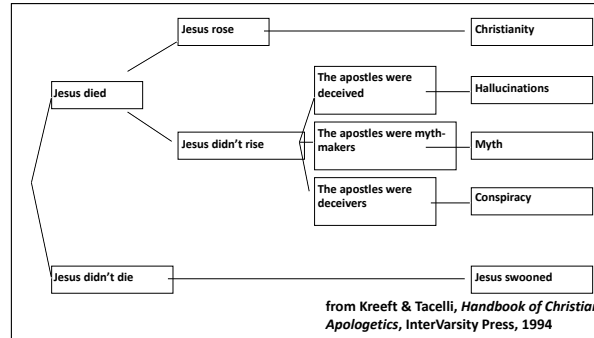 Jesus rose
Christianity
Jesus died
The apostles were
deceived
Hallucinations
Jesus didn't rise
The apostles were myth-
makers
Myth
The apostles were
deceivers
Conspiracy
Jesus didn't die
Jesus swooned
from Kreeft & Tacelli, Handbook of Christian
Apologetics, InterVarsity Press, 1994